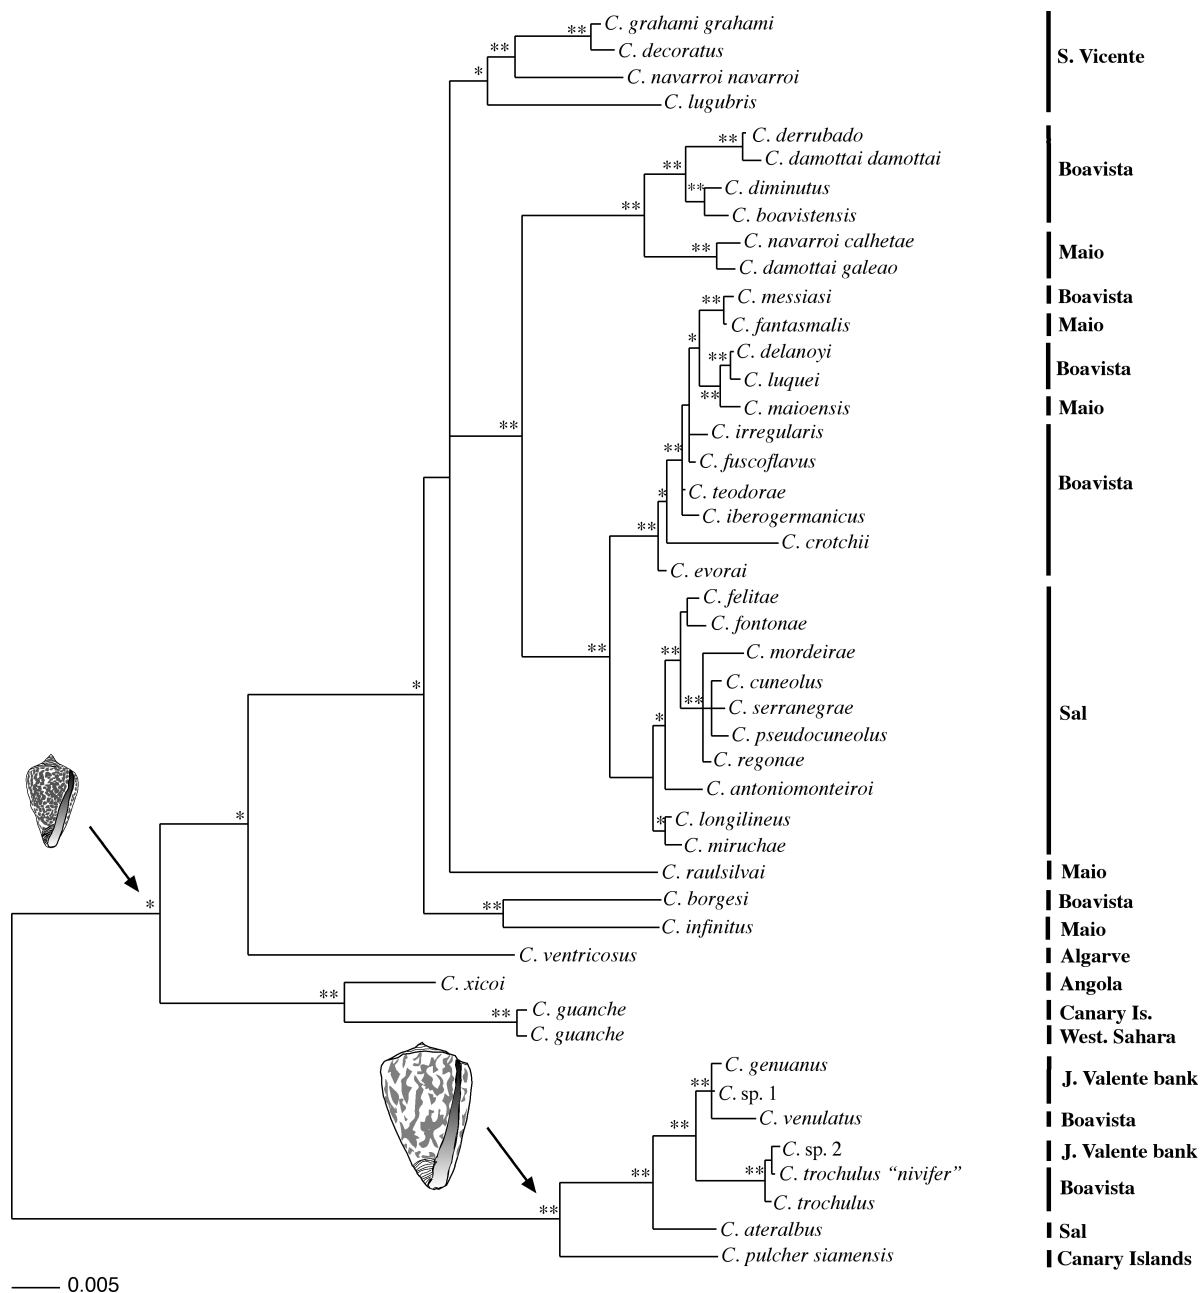 C. grahami grahami
C. decoratus
C. navarroi navarroi
C. lugubris
S. Vicente
C. derrubado
C. damottai damottai
C. diminutus
C. boavistensis
Boavista
C. navarroi calhetae
C. damottai galeao
Maio
C. messiasi
Boavista
C. fantasmalis
Maio
C. delanoyi
C. luquei
Boavista
C. maioensis
Maio
C. irregularis
C. fuscoflavus
C. teodorae
C. iberogermanicus
C. crotchii
C. evorai
Boavista
C. felitae
C. fontonae
C. mordeirae
C. cuneolus
C. serranegrae
C. pseudocuneolus
C. regonae
C. antoniomonteiroi
C. longilineus
C. miruchae
Sal
C. raulsilvai
Maio
C. borgesi
Boavista
C. infinitus
Maio
C. ventricosus
Algarve
C. xicoi
Angola
C. guanche
Canary Is.
C. guanche
West. Sahara
C. genuanus
C. sp. 1
J. Valente bank
C. venulatus
Boavista
C. sp. 2
J. Valente bank
C. trochulus “nivifer”
C. trochulus
Boavista
C. ateralbus
Sal
C. pulcher siamensis
Canary Islands
0.005